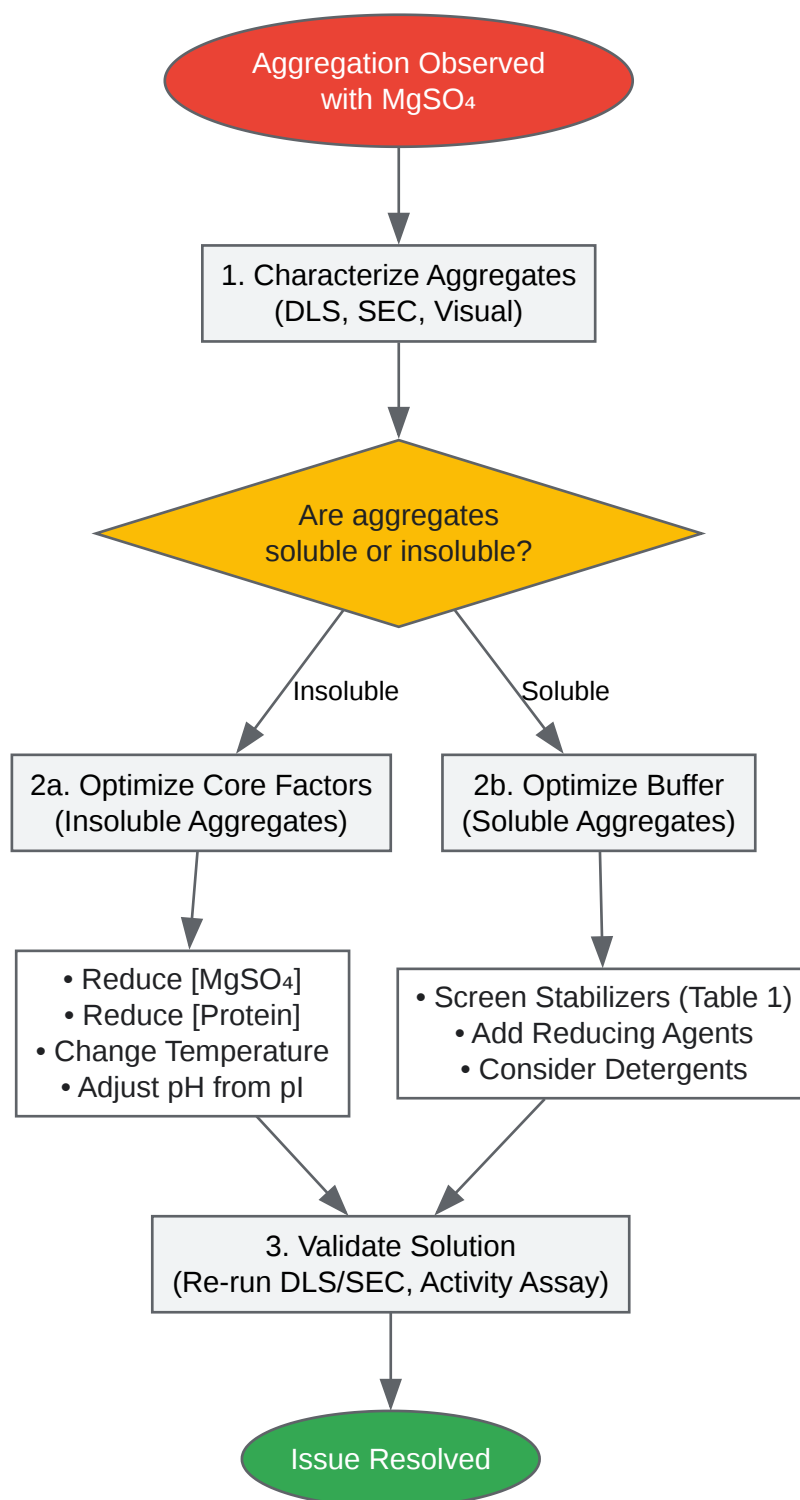 Aggregation Observed
with MgSO₄
1. Characterize Aggregates
(DLS, SEC, Visual)
Are aggregates
soluble or insoluble?
Insoluble
Soluble
2a. Optimize Core Factors
(Insoluble Aggregates)
2b. Optimize Buffer
(Soluble Aggregates)
• Reduce [MgSO₄]
• Reduce [Protein]
• Change Temperature
• Adjust pH from pI
• Screen Stabilizers (Table 1)
• Add Reducing Agents
• Consider Detergents
3. Validate Solution
(Re-run DLS/SEC, Activity Assay)
Issue Resolved